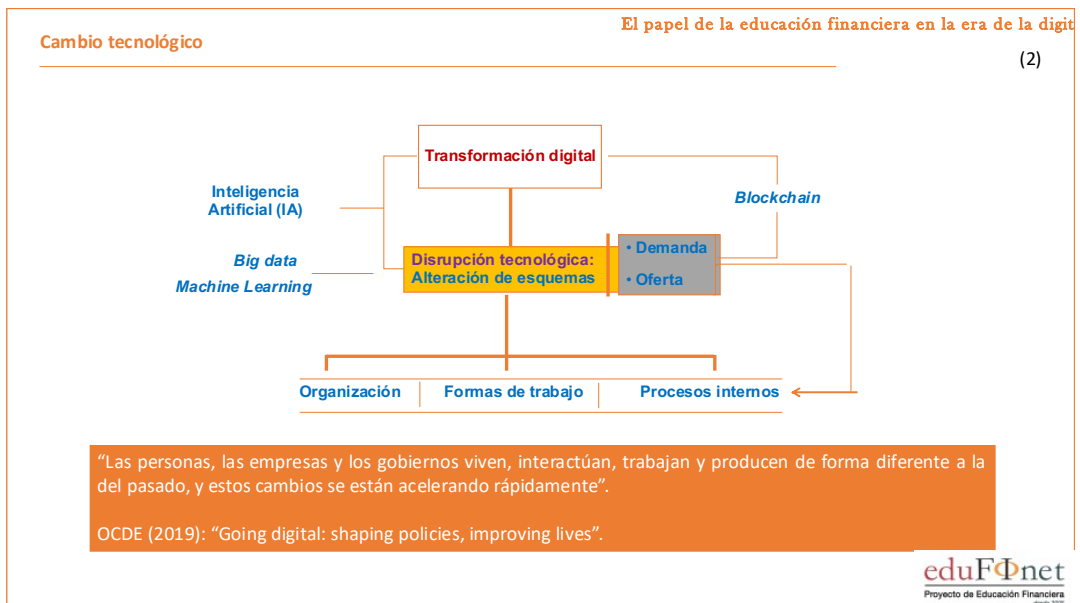 El papel de la educación financiera en la era de la digit
Cambio tecnológico
(2)
Transformación digital
Inteligencia
Artificial (IA)
Blockchain
Big data
Machine Learning
Disrupción tecnológica:
Alteración de esquemas
• Demanda
• Oferta
Organización
Formas de trabajo
Procesos internos
“Las personas, las empresas y los gobiernos viven, interactúan, trabajan y producen de forma diferente a la
del pasado, y estos cambios se están acelerando rápidamente”.
OCDE (2019): “Going digital: shaping policies, improving lives”.
eduFΦnet
Proyecto de Educación Financiera